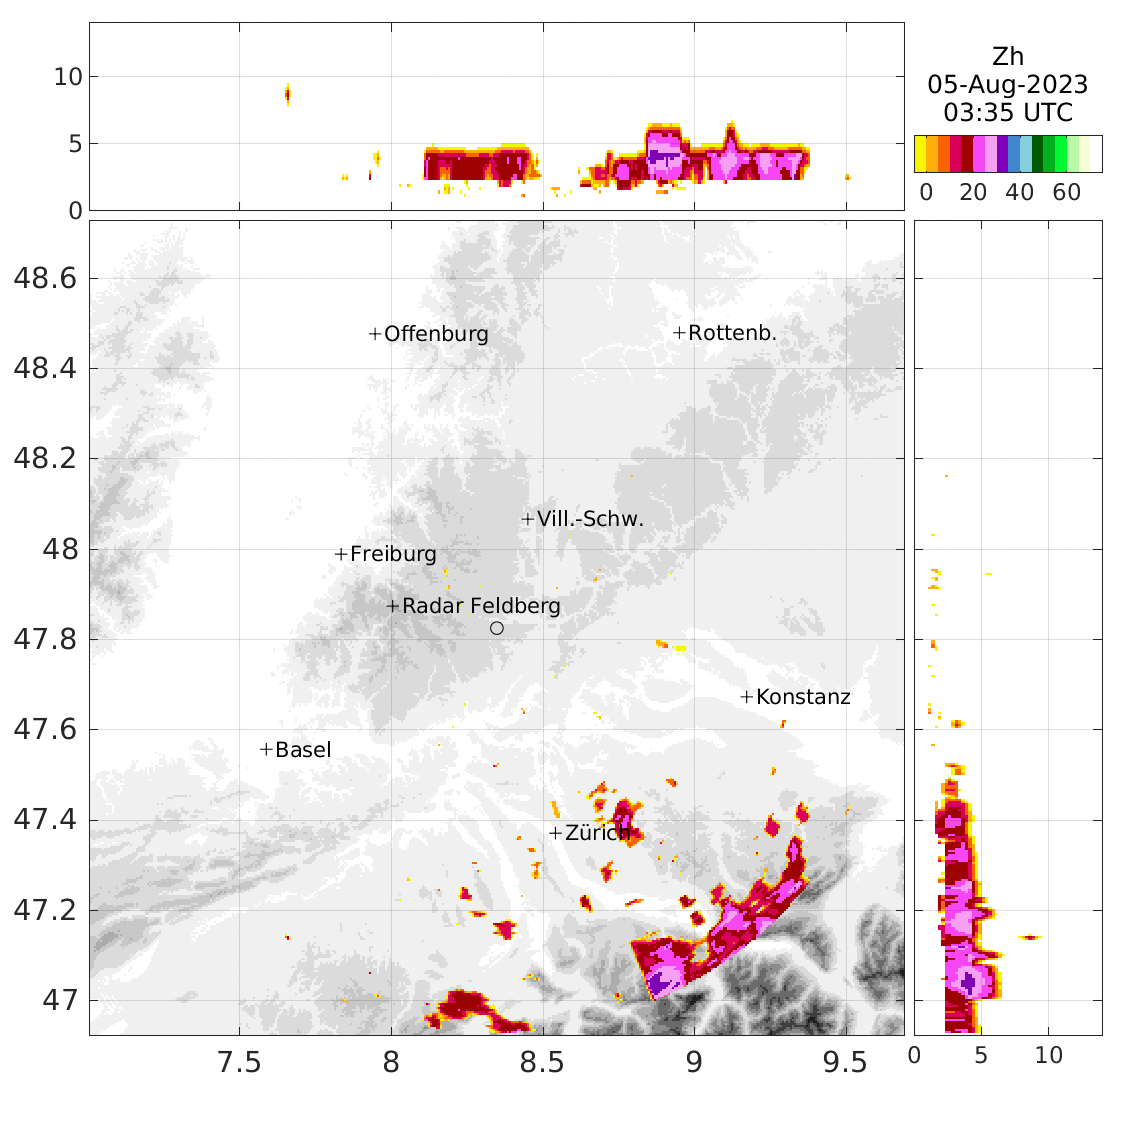 10
5
0
Zh
05-Aug-2023
03:35 UTC
0 20 40 60
48.6
48.4
48.2
48
47.8
47.6
47.4
47.2
47
+Offenburg
+Rottenb.
+Vill.-Schw.
+Freiburg
+Radar Feldberg
+Konstanz
+Basel
+Zürich
7.5 8 8.5 9 9.5
0 5 10